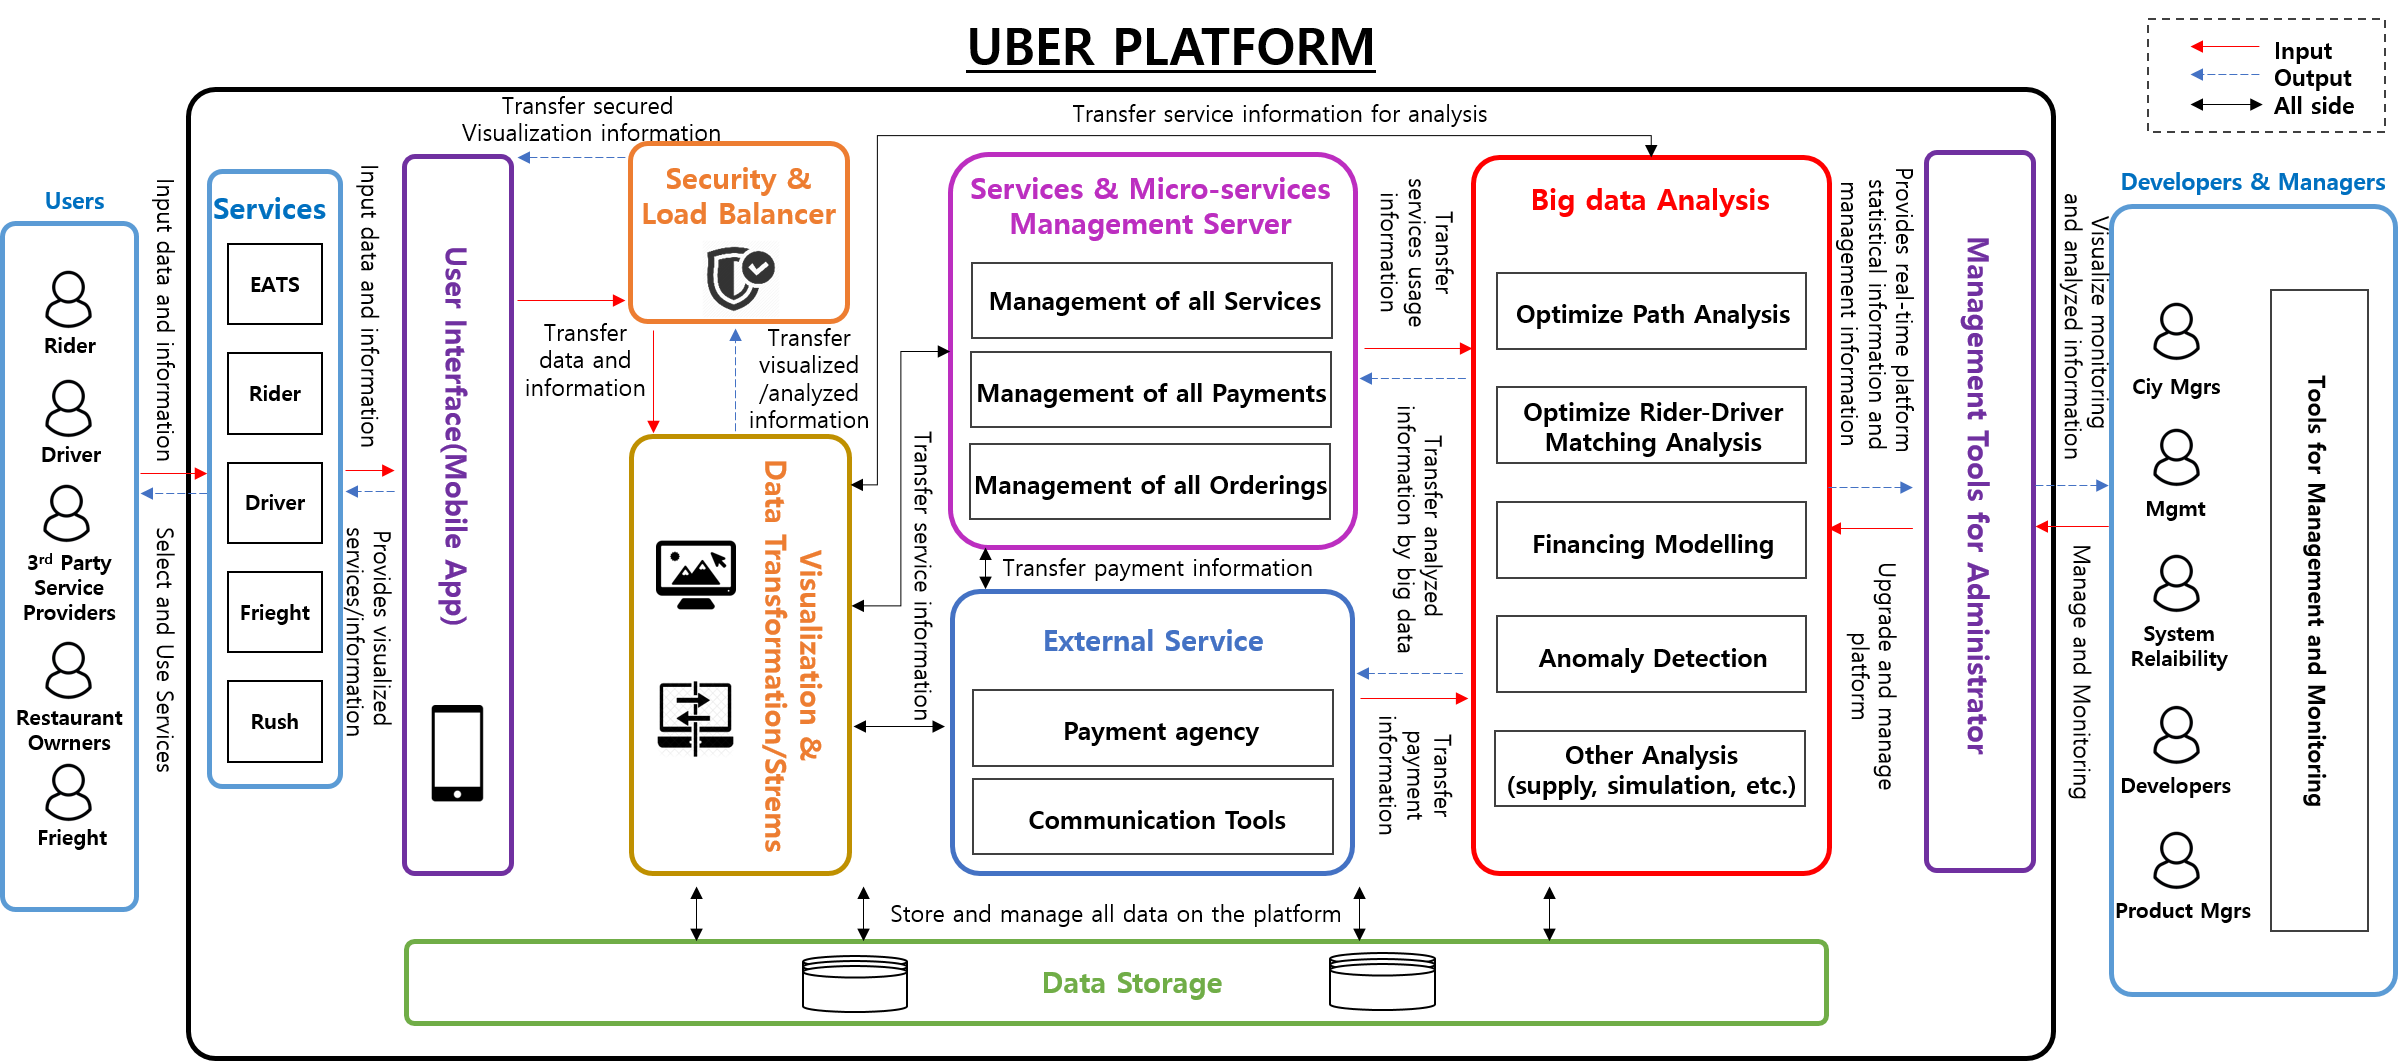 UBER PLATFORM
Input
Output
All side
Users
Rider
Driver
3rd Party
Service
Providers
Restaurant
Owrners
Frieght
Input data and information
Select and Use Services
Services
EATS
Rider
Driver
Frieght
Rush
Input data and information
Provides visualized
services/information
User Interface(Mobile App)
Transfer secured
Visualization information
Transfer
data and
information
Security &
Load Balancer
Transfer
visualized
/analyzed
information
Visualization &
Data Transformation/Strems
Transfer service information for analysis
Transfer service information
Services & Micro-services
Management Server
Management of all Services
Management of all Payments
Management of all Orderings
Transfer payment information
External Service
Payment agency
Communication Tools
Transfer
services usage
information
Transfer analyzed
information by big data
Transfer
payment
information
Big data Analysis
Optimize Path Analysis
Optimize Rider-Driver
Matching Analysis
Financing Modelling
Anomaly Detection
Other Analysis
(supply, simulation, etc.)
Provides real-time platform
statistical information and
management information
Upgrade and manage
platform
Management Tools for Administrator
Visualize monitoring
and analyzed information
Manage and Monitoring
Developers & Managers
Ciy Mgrs
Mgmt
System
Relaibility
Developers
Product Mgrs
Tools for Management and Monitoring
Store and manage all data on the platform
Data Storage